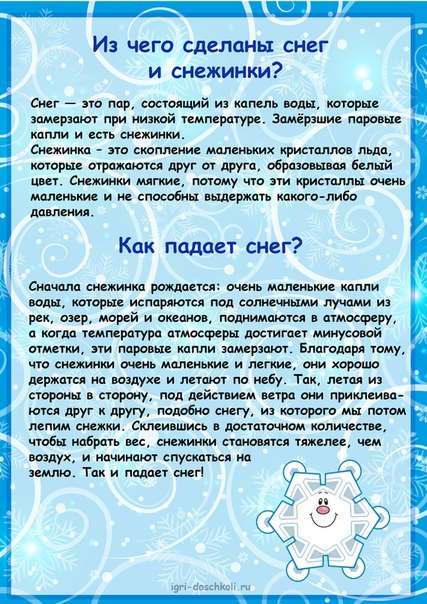 Из чего сделаны снег
и снежинки?
Снег — это пар, состоящий из капель воды, которые
замерзают при низкой температуре. Замёрзшие паровые
капли и есть снежинки.
Снежинка – это скопление маленьких кристаллов льда,
которые отражаются друг от друга, образовывая белый
цвет. Снежинки мягкие, потому что эти кристаллы очень
маленькие и не способны выдержать какого-либо
давления.
Как падает снег?
Сначала снежинка рождается: очень маленькие капли
воды, которые испаряются под солнечными лучами из
рек, озер, морей и океанов, поднимаются в атмосферу,
а когда температура атмосферы достигает минусовой
отметки, эти паровые капли замерзают. Благодаря тому,
что снежинки очень маленькие и легкие, они хорошо
держатся на воздухе и летают по небу. Так, летая из
стороны в сторону, под действием ветра они приклеива-
ются друг к другу, подобно снегу, из которого мы потом
лепим снежки. Склеившись в достаточном количестве,
чтобы набрать вес, снежинки становятся тяжелее, чем
воздух, и начинают спускаться на
землю. Так и падает снег!
igri-doschkoli.ru